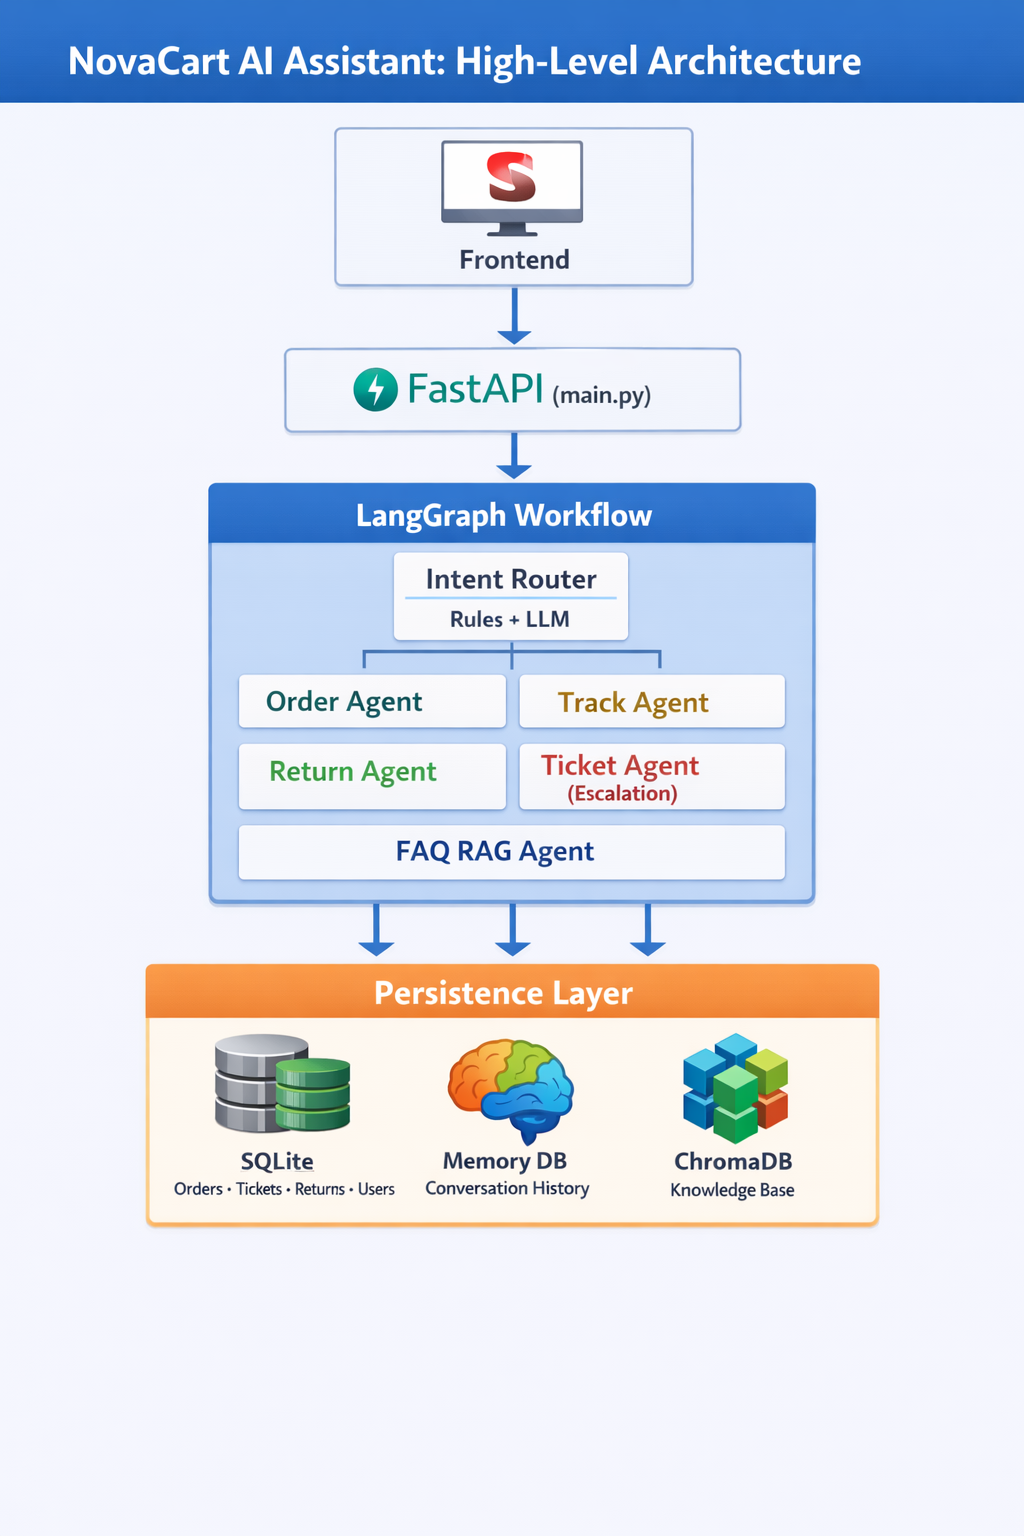 NovaCart AI Assistant: High-Level Architecture
S
Frontend
FastAPI (main.py)
LangGraph Workflow
Intent Router
Rules + LLM
Order Agent
Track Agent
Return Agent
Ticket Agent
(Escalation)
FAQ RAG Agent
Persistence Layer
SQLite
Orders · Tickets · Returns · Users
Memory DB
Conversation History
ChromaDB
Knowledge Base